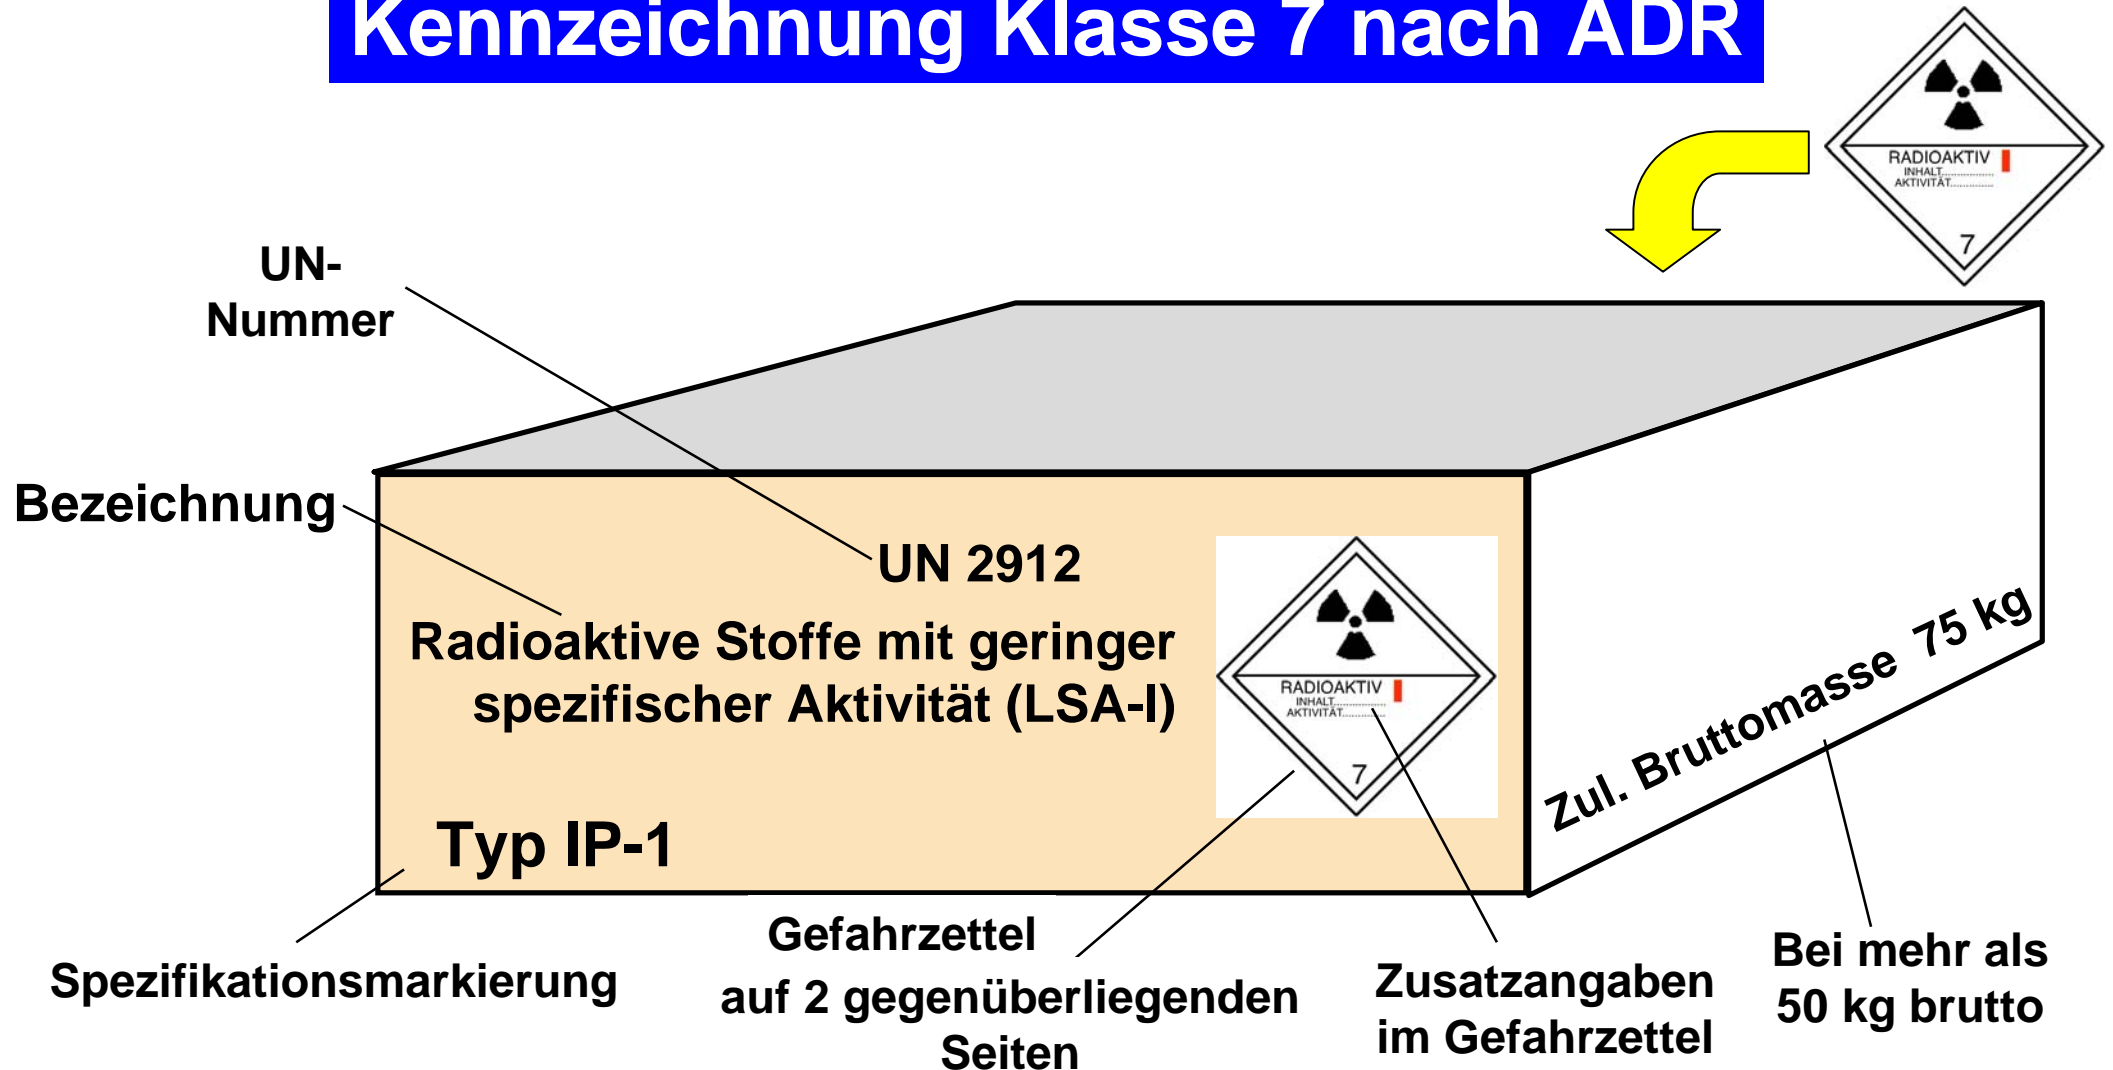 Kennzeichnung Klasse 7 nach ADR
RADIOAKTIV I
INHALT....................
AKTIVITÄT................
7
UN-
Nummer
Bezeichnung
UN 2912
Radioaktive Stoffe mit geringer
spezifischer Aktivität (LSA-I)
RADIOAKTIV I
INHALT....................
AKTIVITÄT................
7
Typ IP-1
Zul. Bruttomasse 75 kg
Spezifikationsmarkierung
Gefahrzettel
auf 2 gegenüberliegenden
Seiten
Zusatzangaben
im Gefahrzettel
Bei mehr als
50 kg brutto